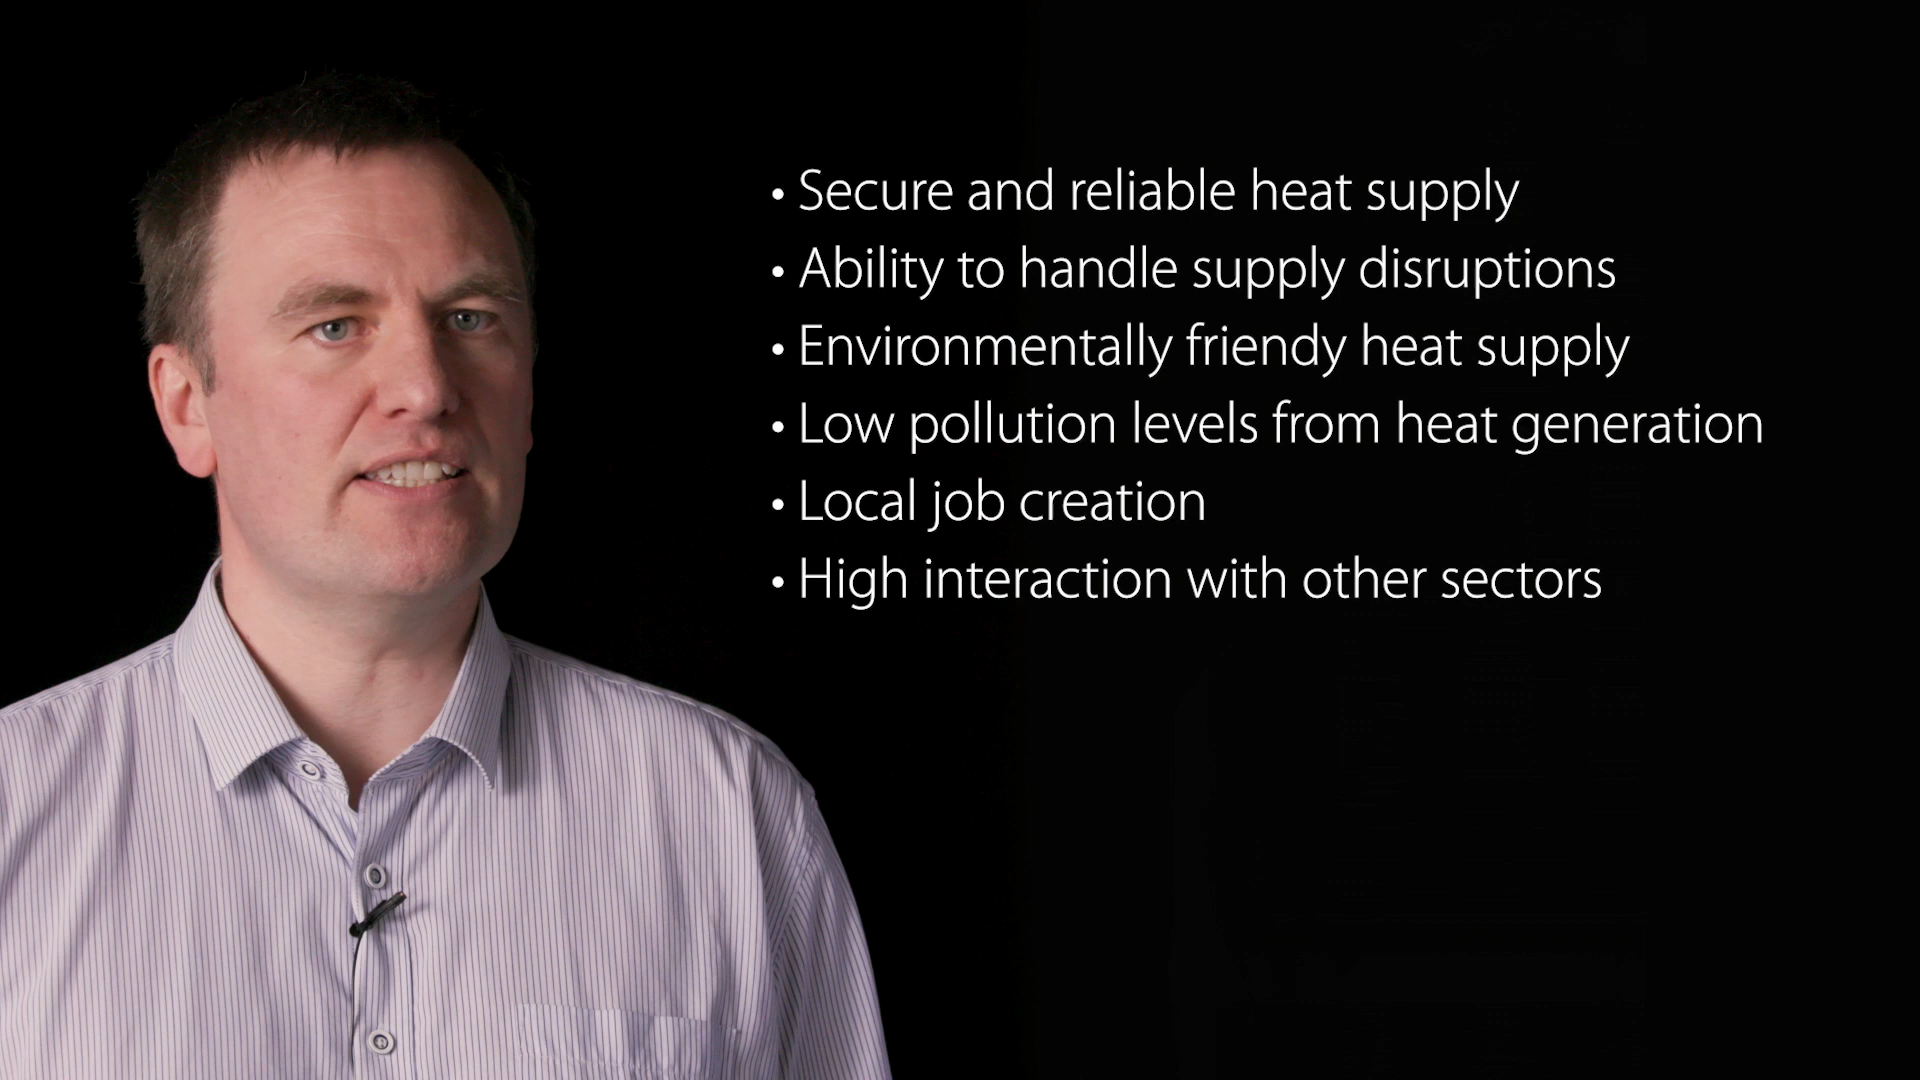 • Secure and reliable heat supply
• Ability to handle supply disruptions
• Environmentally friendy heat supply
• Low pollution levels from heat generation
• Local job creation
• High interaction with other sectors